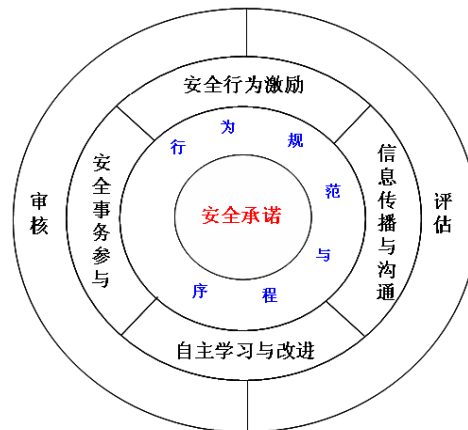 安全行为激励
行为规范与程序
安全承诺
安全事务参与
信息传播与沟通
审核
评估
自主学习与改进